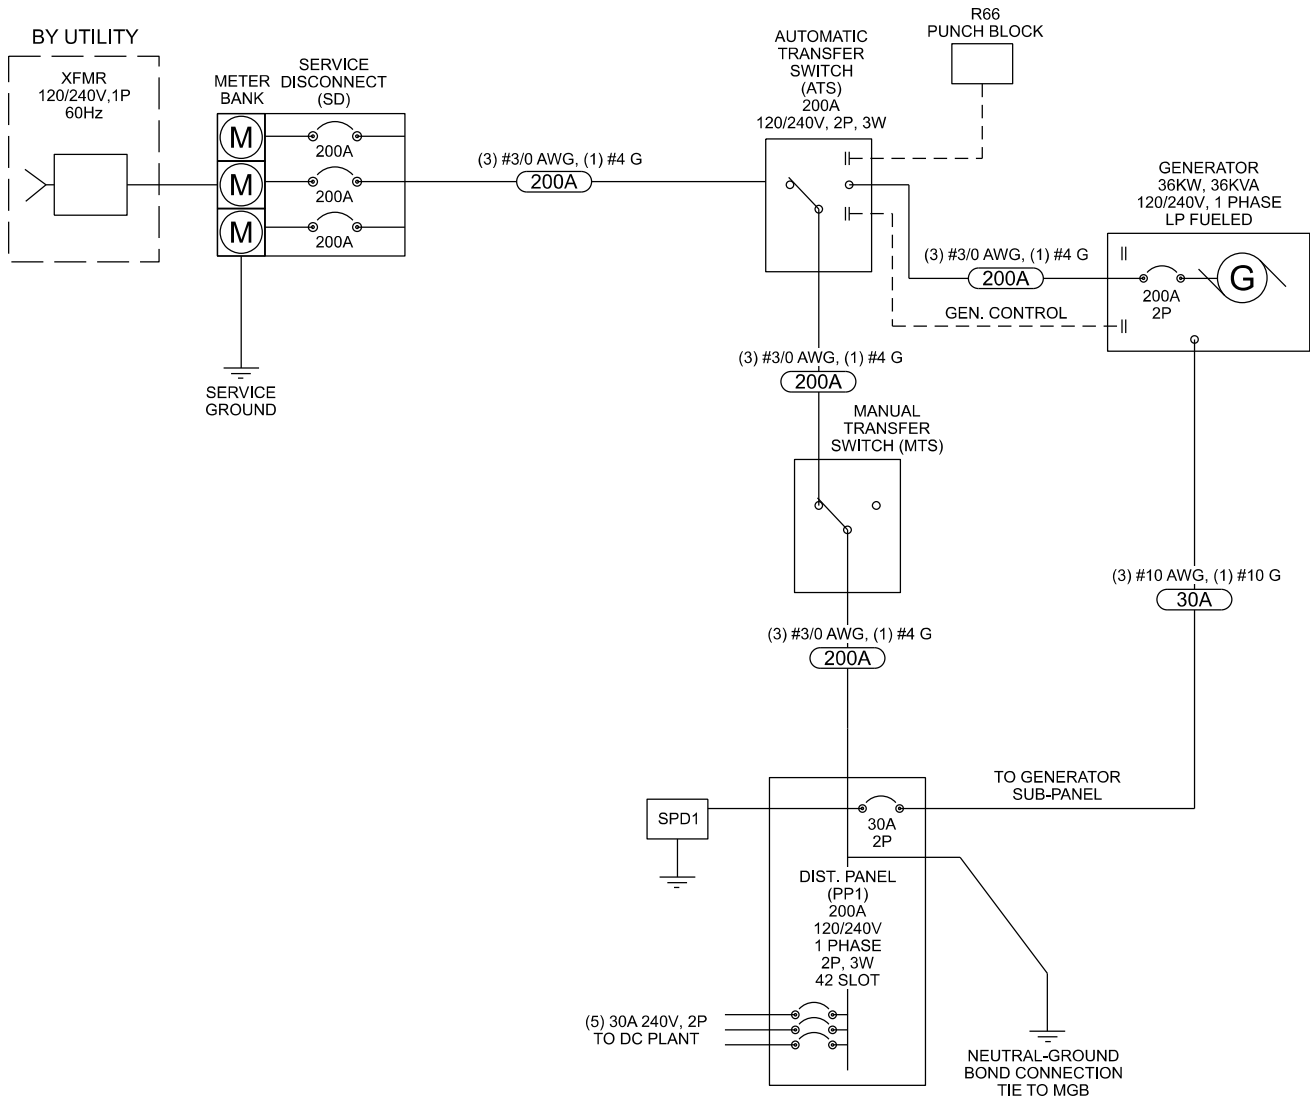 BY UTILITY
XFMR
120/240V,1P
60Hz
METER
BANK
M
M
M
SERVICE
DISCONNECT
(SD)
200A
200A
200A
SERVICE
GROUND
(3) #3/0 AWG, (1) #4 G
200A
AUTOMATIC
TRANSFER
SWITCH
(ATS)
200A
120/240V, 2P, 3W
R66
PUNCH BLOCK
GENERATOR
36KW, 36KVA
120/240V, 1 PHASE
LP FUELED
(3) #3/0 AWG, (1) #4 G
200A
GEN. CONTROL
200A
2P
G
(3) #3/0 AWG, (1) #4 G
200A
MANUAL
TRANSFER
SWITCH (MTS)
(3) #10 AWG, (1) #10 G
30A
(3) #3/0 AWG, (1) #4 G
200A
TO GENERATOR
SUB-PANEL
SPD1
30A
2P
DIST. PANEL
(PP1)
200A
120/240V
1 PHASE
2P, 3W
42 SLOT
(5) 30A 240V, 2P
TO DC PLANT
NEUTRAL-GROUND
BOND CONNECTION
TIE TO MGB